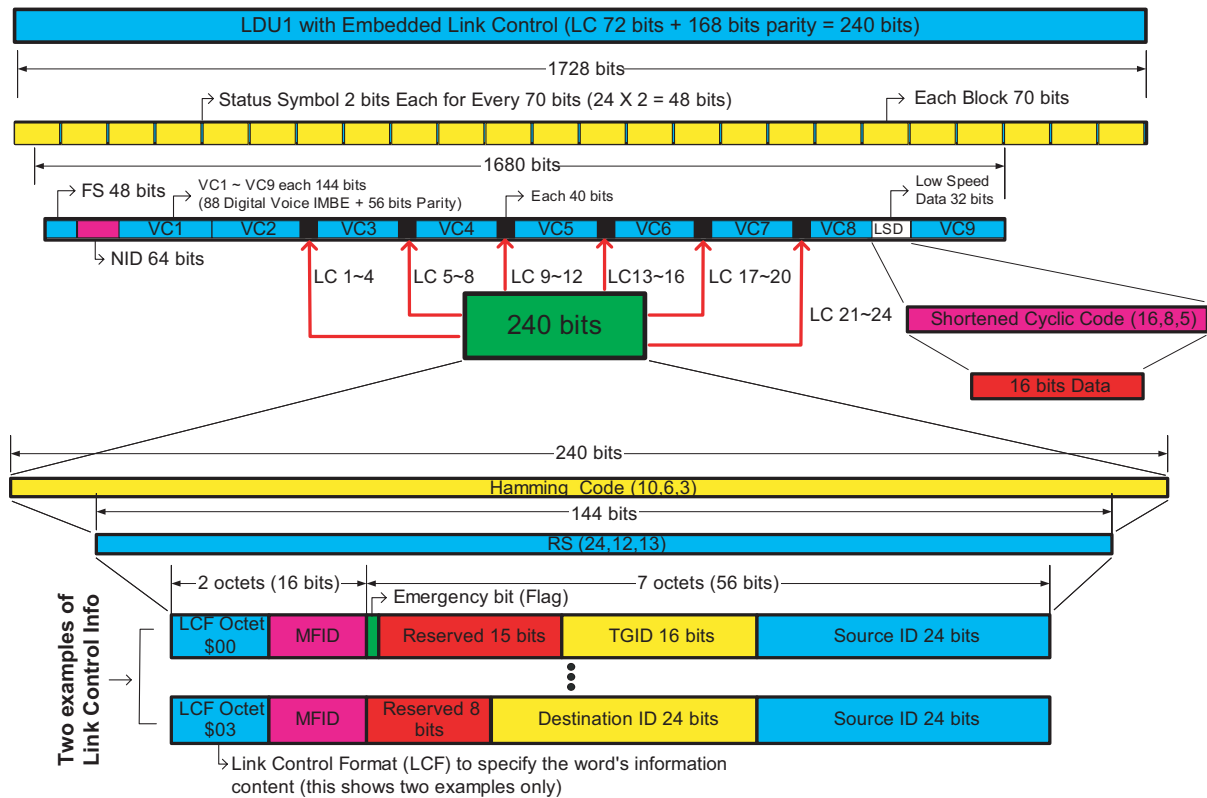 LDU1 with Embedded Link Control (LC 72 bits + 168 bits parity = 240 bits)
1728 bits
Status Symbol 2 bits Each for Every 70 bits (24 X 2 = 48 bits)
Each Block 70 bits
1680 bits
FS 48 bits
VC1 ~ VC9 each 144 bits
(88 Digital Voice IMBE + 56 bits Parity)
Each 40 bits
Low Speed
Data 32 bits
VC1
VC2
VC3
VC4
VC5
VC6
VC7
VC8
LSD
VC9
NID 64 bits
LC 1~4
LC 5~8
LC 9~12
LC13~16
LC 17~20
LC 21~24
240 bits
Shortened Cyclic Code (16,8,5)
16 bits Data
240 bits
Hamming Code (10,6,3)
144 bits
RS (24,12,13)
2 octets (16 bits)
7 octets (56 bits)
Emergency bit (Flag)
Two examples of
Link Control Info
LCF Octet
$00
MFID
Reserved 15 bits
TGID 16 bits
Source ID 24 bits
LCF Octet
$03
MFID
Reserved 8
bits
Destination ID 24 bits
Source ID 24 bits
Link Control Format (LCF) to specify the word's information
content (this shows two examples only)